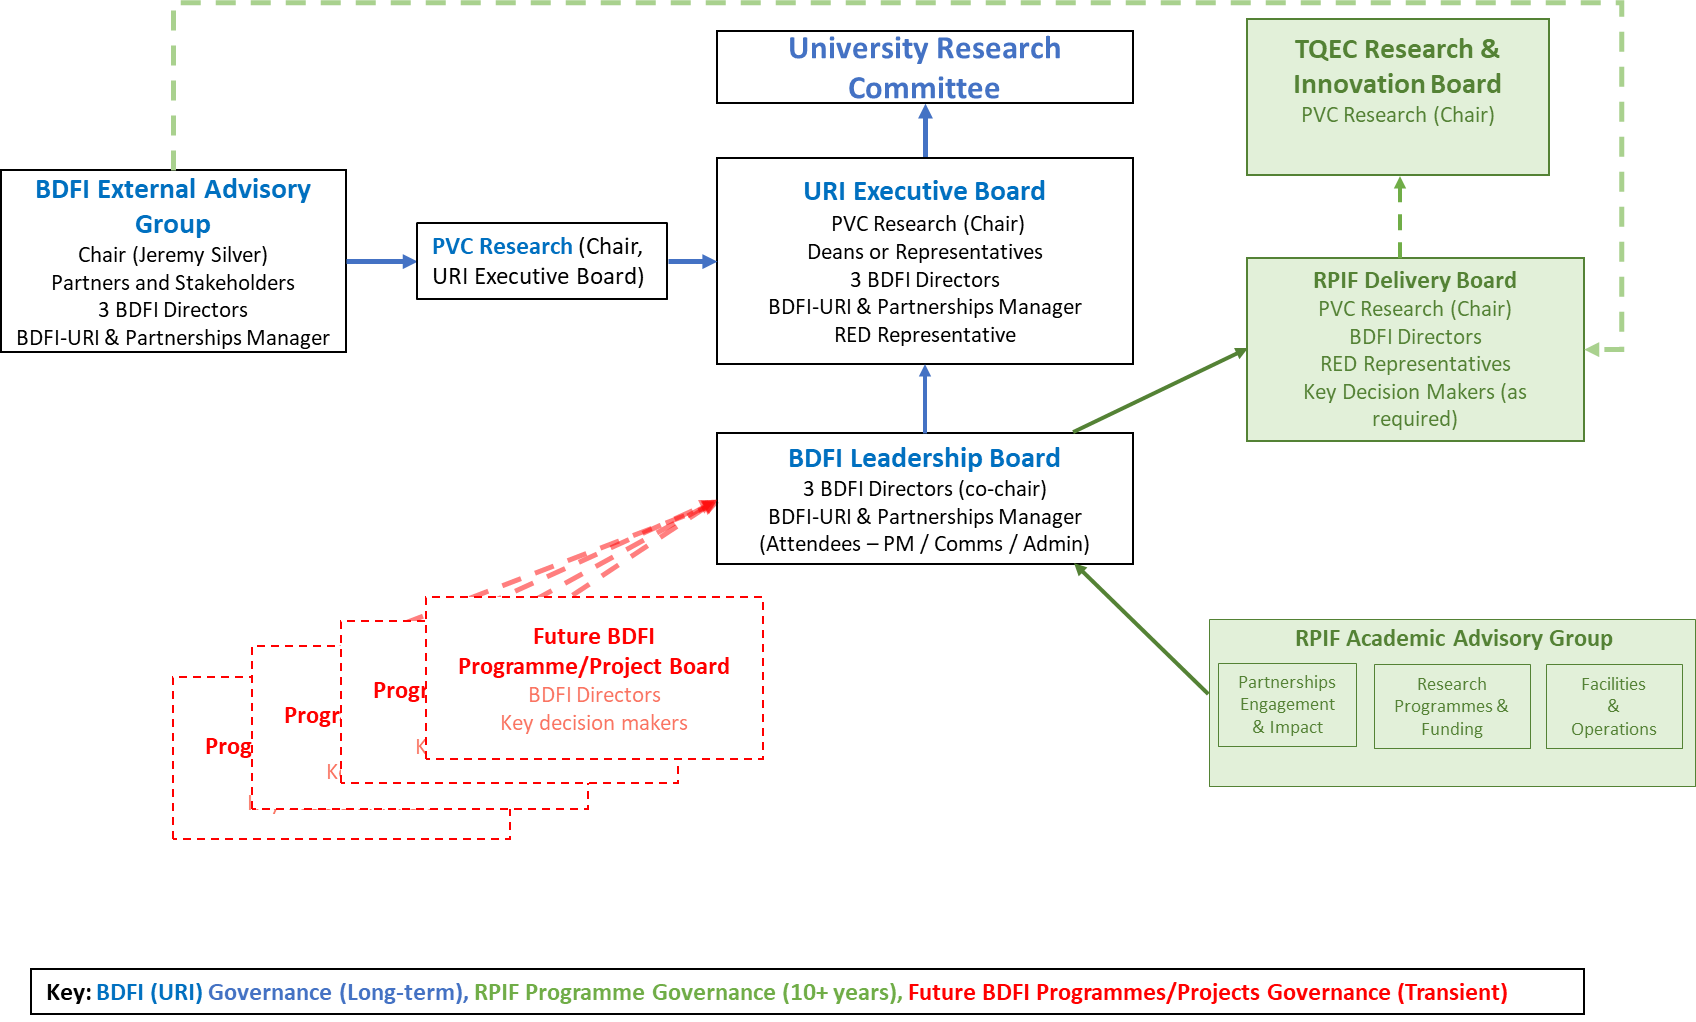 University Research
Committee
TQEC Research &
Innovation Board
PVC Research (Chair)
BDFI External Advisory
Group
Chair (Jeremy Silver)
Partners and Stakeholders
3 BDFI Directors
BDFI-URI & Partnerships Manager
PVC Research (Chair,
URI Executive Board)
URI Executive Board
PVC Research (Chair)
Deans or Representatives
3 BDFI Directors
BDFI-URI & Partnerships Manager
RED Representative
RPIF Delivery Board
PVC Research (Chair)
BDFI Directors
RED Representatives
Key Decision Makers (as
required)
BDFI Leadership Board
3 BDFI Directors (co-chair)
BDFI-URI & Partnerships Manager
(Attendees – PM / Comms / Admin)
Future BDFI
Programme/Project Board
BDFI Directors
Key decision makers
Progr
K
Progr
K
Prog
RPIF Academic Advisory Group
Partnerships
Engagement
& Impact
Research
Programmes &
Funding
Facilities
&
Operations
Key: BDFI (URI) Governance (Long-term), RPIF Programme Governance (10+ years), Future BDFI Programmes/Projects Governance (Transient)